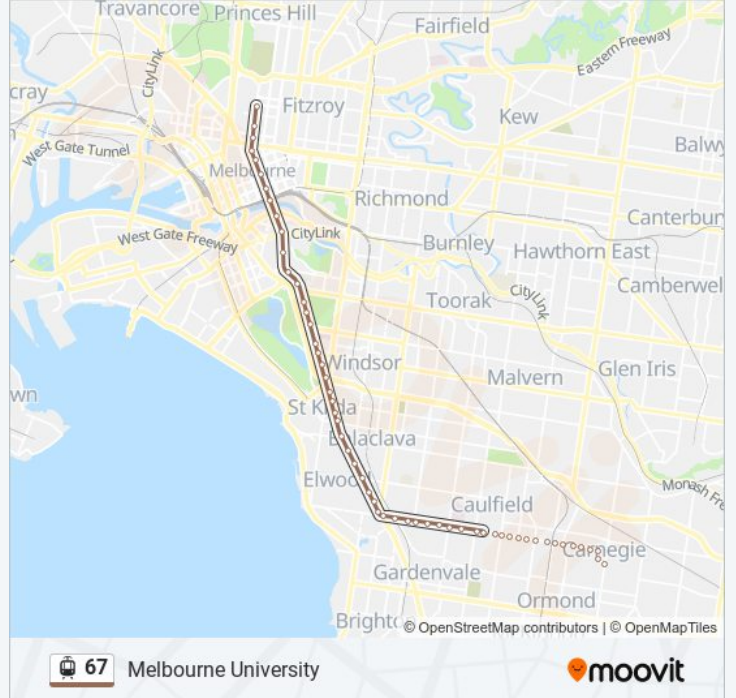 Travancore
Princes Hill
Fairfield
Eastern Freeway
CityLink
cray
Fitzroy
Kew
West Gate Tunnel
Balwy
Melbourne
Richmond
Canterbur
CityLink
West Gate Freeway
Burnley
Hawthorn East
Camberwel
Toorak
CityLink
Windsor
Glen Iris
Malvern
wn
St Kilda
Balaclava
Elwood
Monash Fre
Caulfield
Carnegie
Gardenvale
Ormond
Brighto
© OpenStreetMap contributors | © OpenMapTiles
67 Melbourne University
moovit